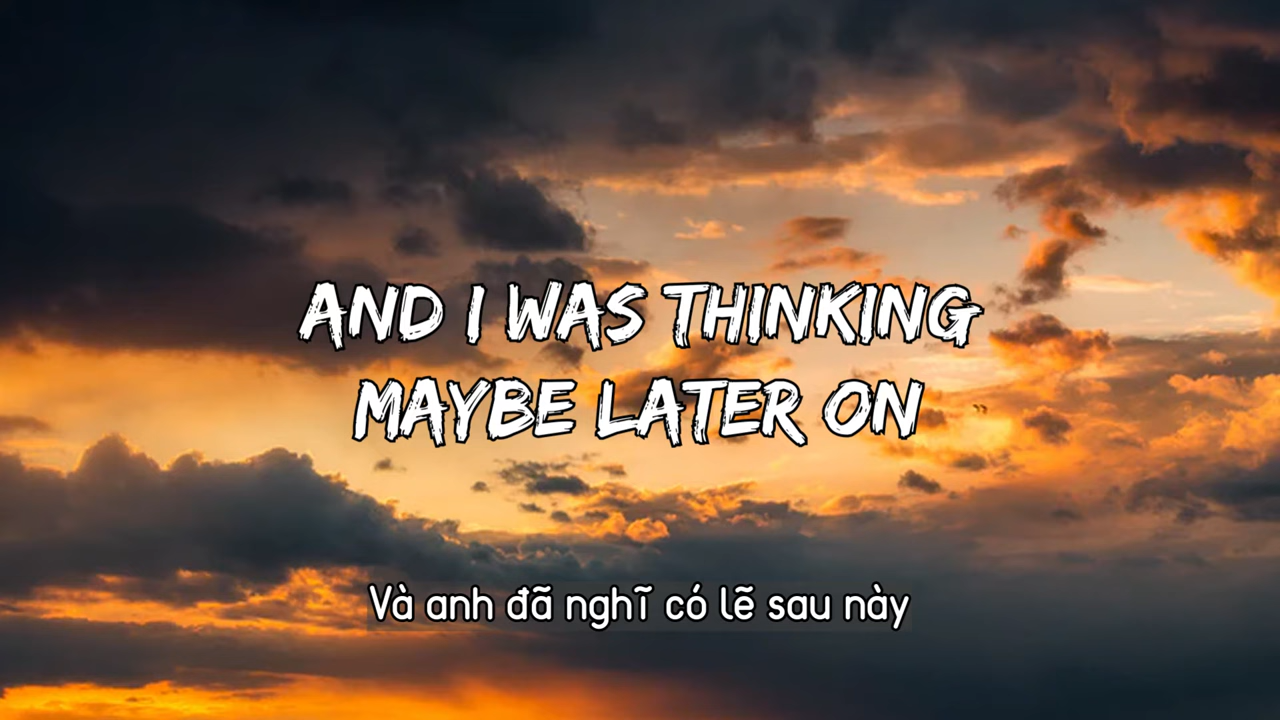 AND I WAS THINKING
MAYBE LATER ON
Và anh đã nghĩ có lẽ sau này